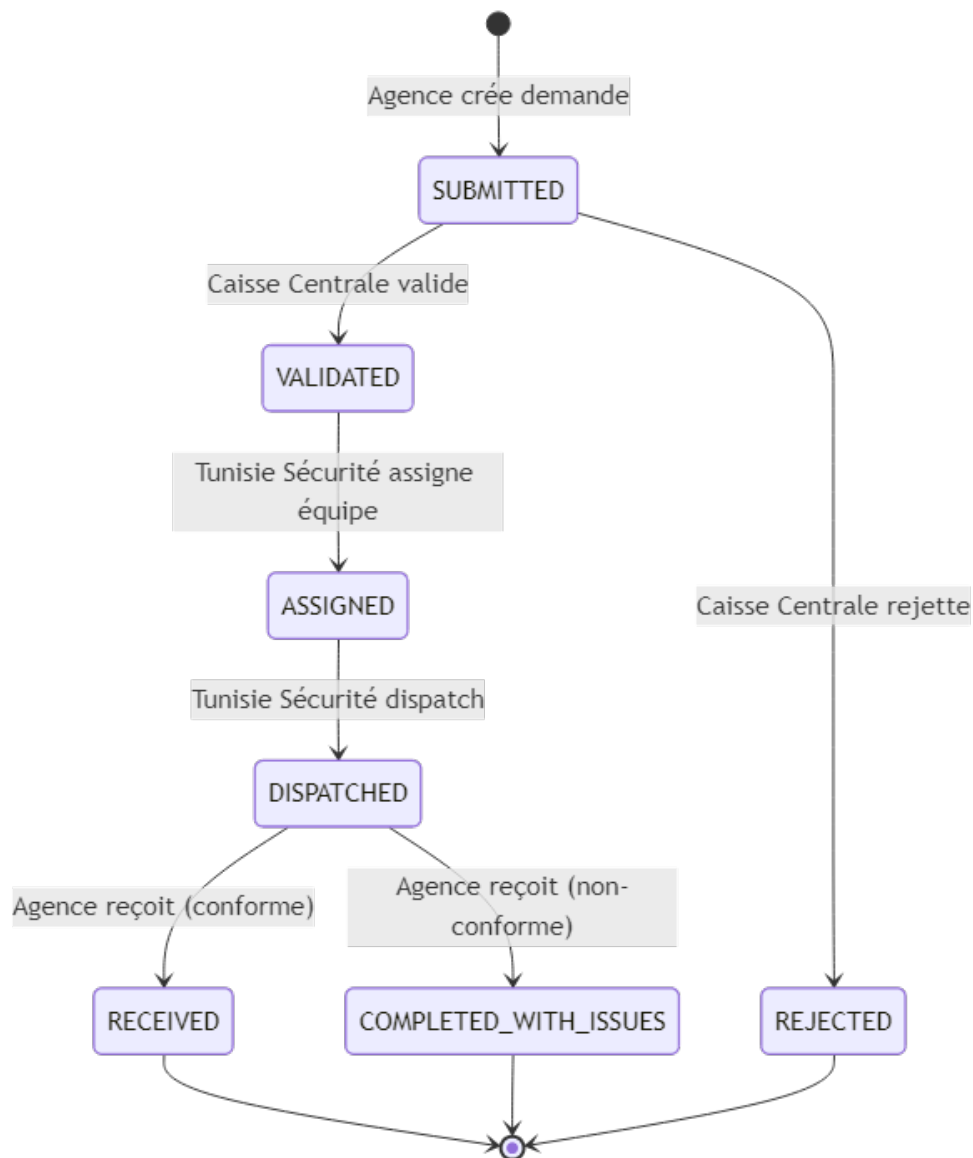 Agence crée demande
SUBMITTED
Caisse Centrale valide
VALIDATED
Tunisie Sécurité assigne
équipe
ASSIGNED
Caisse Centrale rejette
Tunisie Sécurité dispatch
DISPATCHED
Agence reçoit (conforme)
Agence reçoit (non-
conforme)
RECEIVED
COMPLETED_WITH_ISSUES
REJECTED